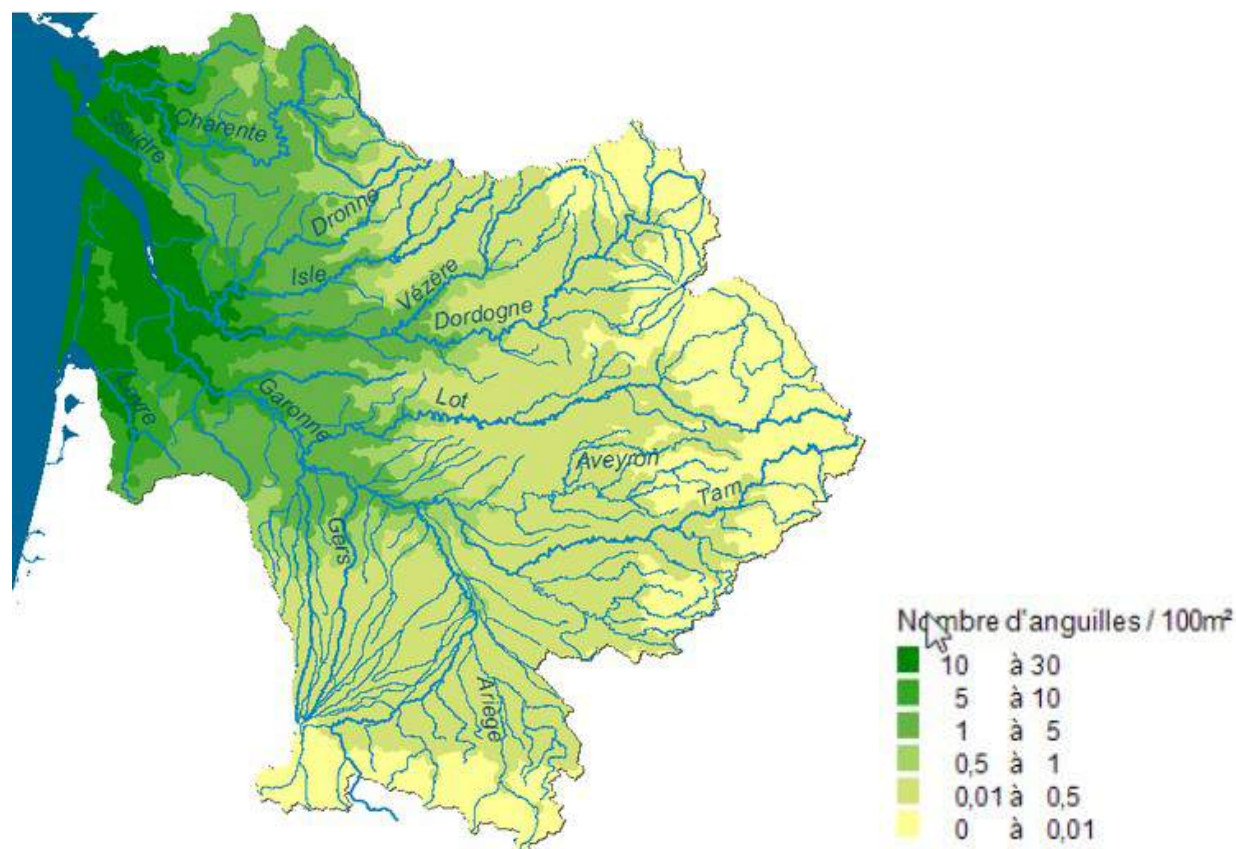 Charente
Seudre
Dronne
Isle
Vézère
Dordogne
Leyre
Garonne
Lot
Aveyron
Tarn
Gers
Ariège
Nombre d'anguilles / 100m²
10 à 30
5 à 10
1 à 5
0,5 à 1
0,01 à 0,5
0 à 0,01